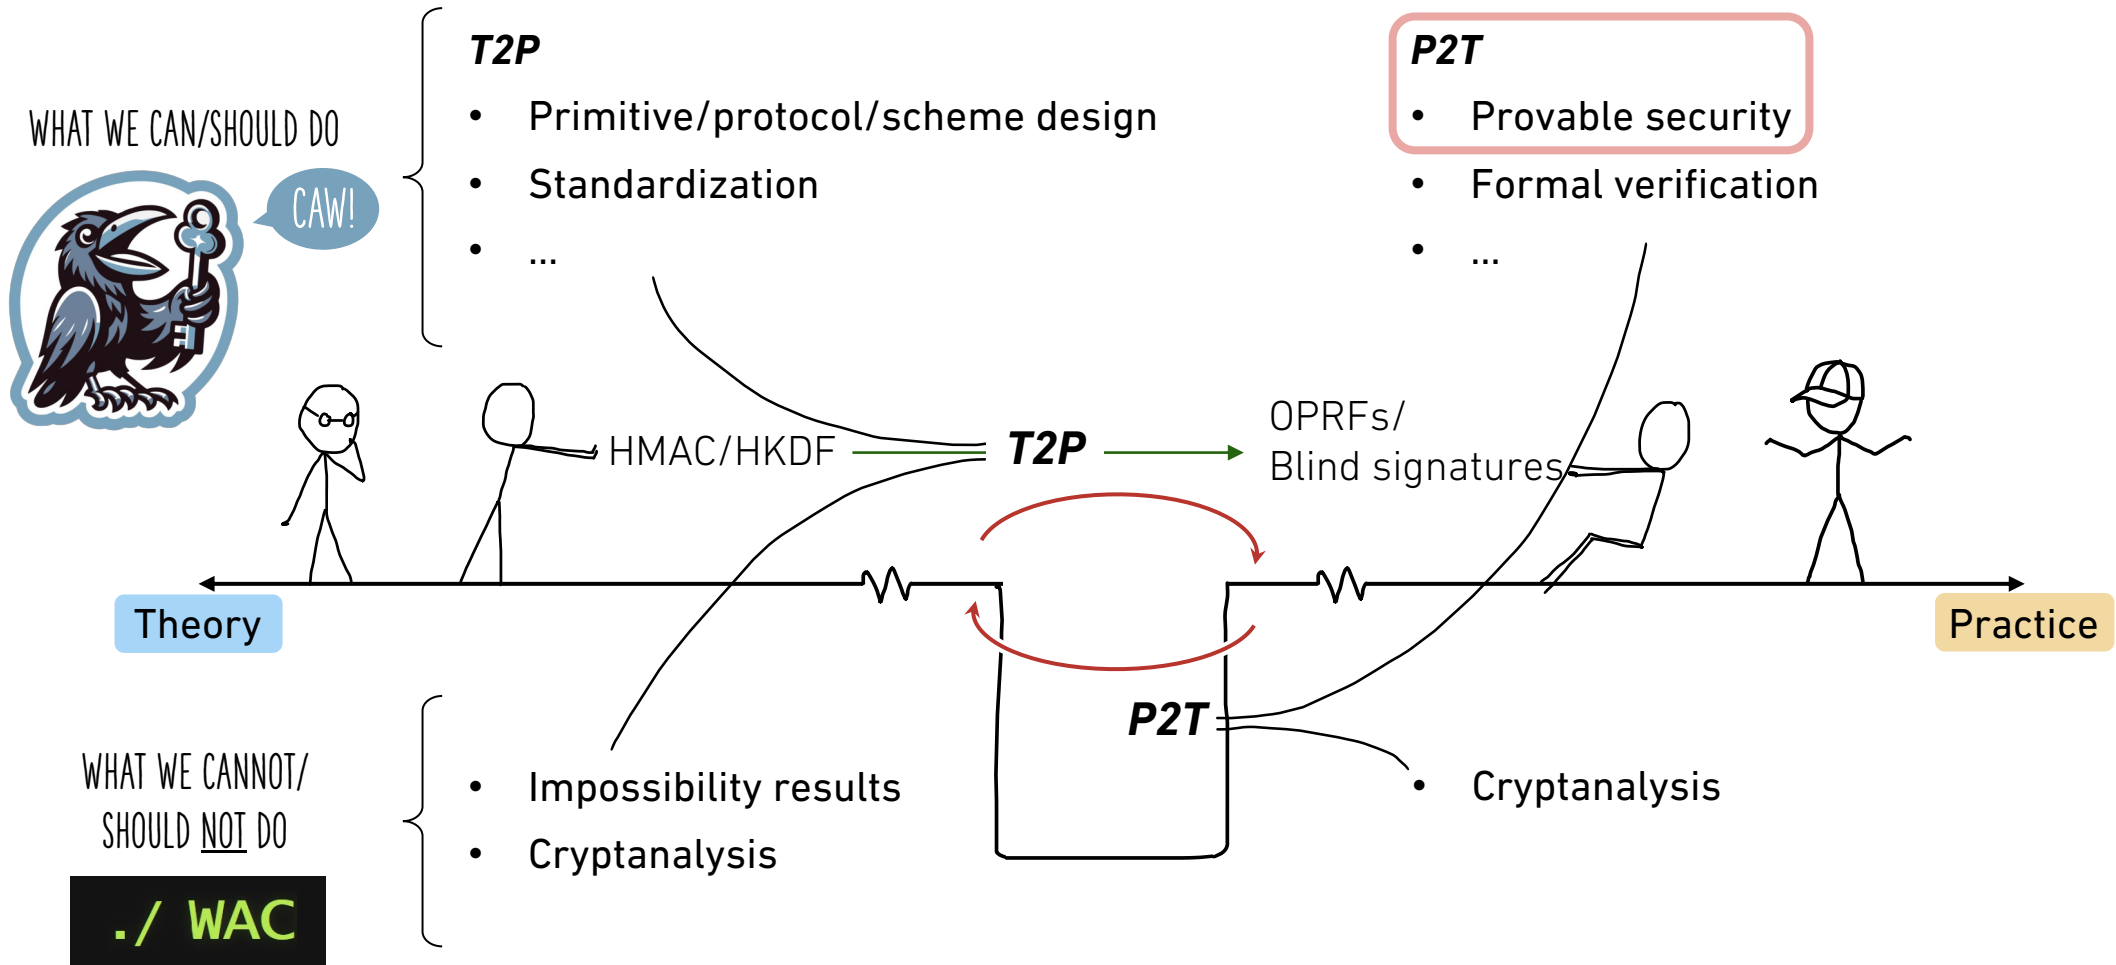 T2P
• Primitive/protocol/scheme design
• Standardization
• ...
P2T
• Provable security
• Formal verification
• ...
WHAT WE CAN/SHOULD DO
CAW!
HMAC/HKDF
T2P
OPRFs/
Blind signatures
Theory
Practice
P2T
WHAT WE CANNOT/
SHOULD NOT DO
./ WAC
• Impossibility results
• Cryptanalysis
• Cryptanalysis